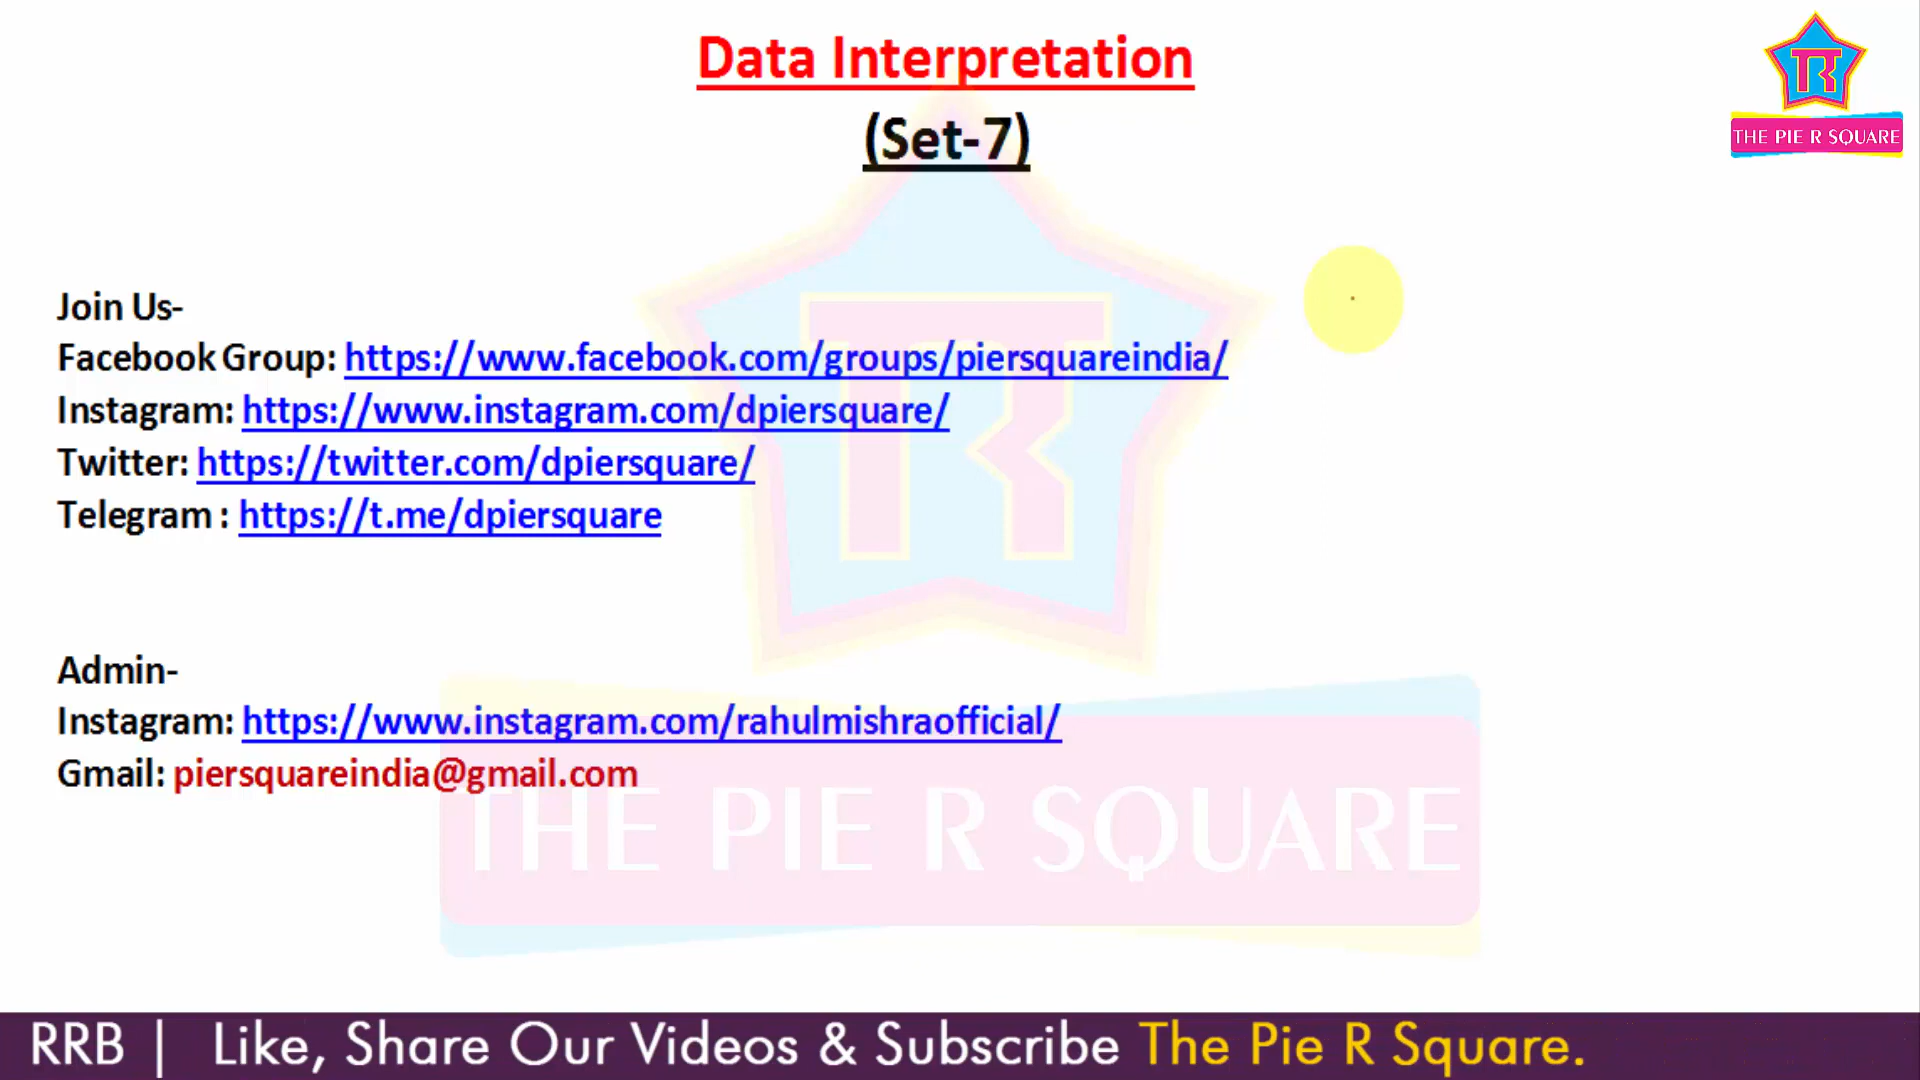 Data Interpretation
(Set-7)
THE PIE R SQUARE
Join Us-
Facebook Group: https://www.facebook.com/groups/piersquareindia/
Instagram: https://www.instagram.com/dpiersquare/
Twitter: https://twitter.com/dpiersquare/
Telegram : https://t.me/dpiersquare
Admin-
Instagram: https://www.instagram.com/rahulmishraofficial/
Gmail: piersquareindia@gmail.com
THE PIE R SQUARE
RRB | Like, Share Our Videos & Subscribe The Pie R Square.